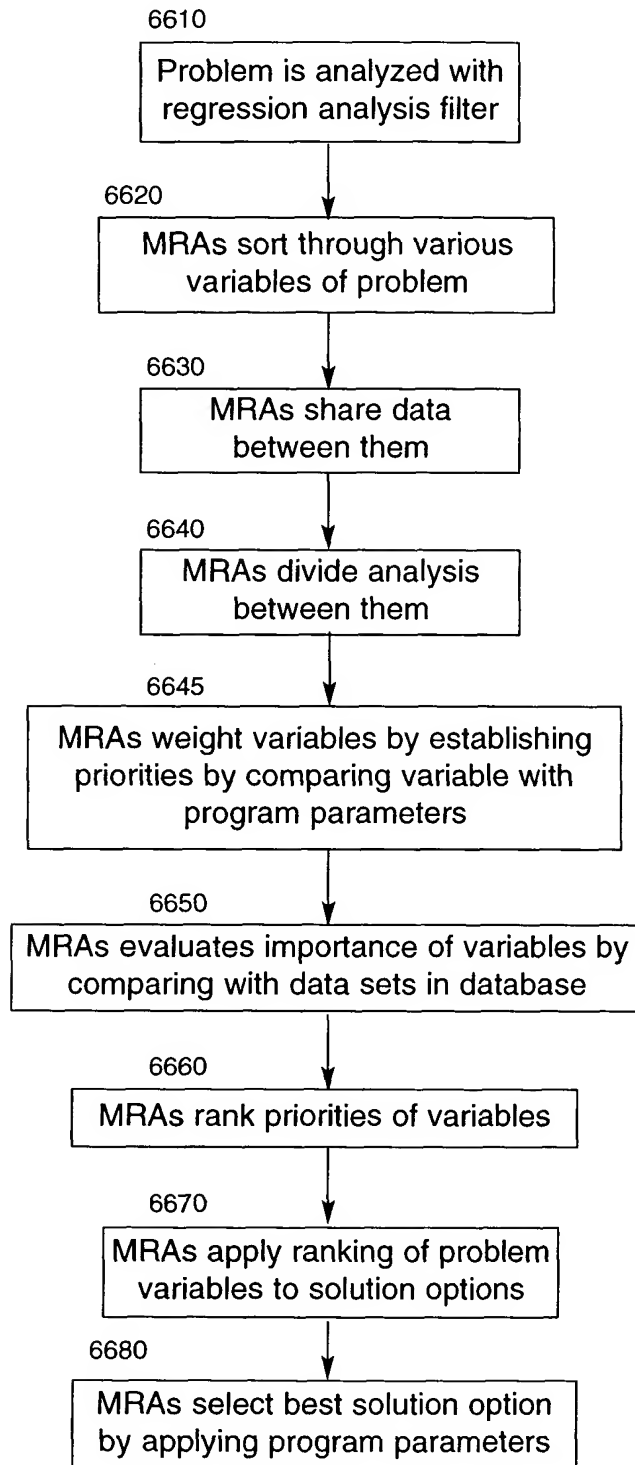 6610
Problem is analyzed with
regression analysis filter
6620
MRAs sort through various
variables of problem
6630
MRAs share data
between them
6640
MRAs divide analysis
between them
6645
MRAs weight variables by establishing
priorities by comparing variable with
program parameters
6650
MRAs evaluates importance of variables by
comparing with data sets in database
6660
MRAs rank priorities of variables
6670
MRAs apply ranking of problem
variables to solution options
6680
MRAs select best solution option
by applying program parameters